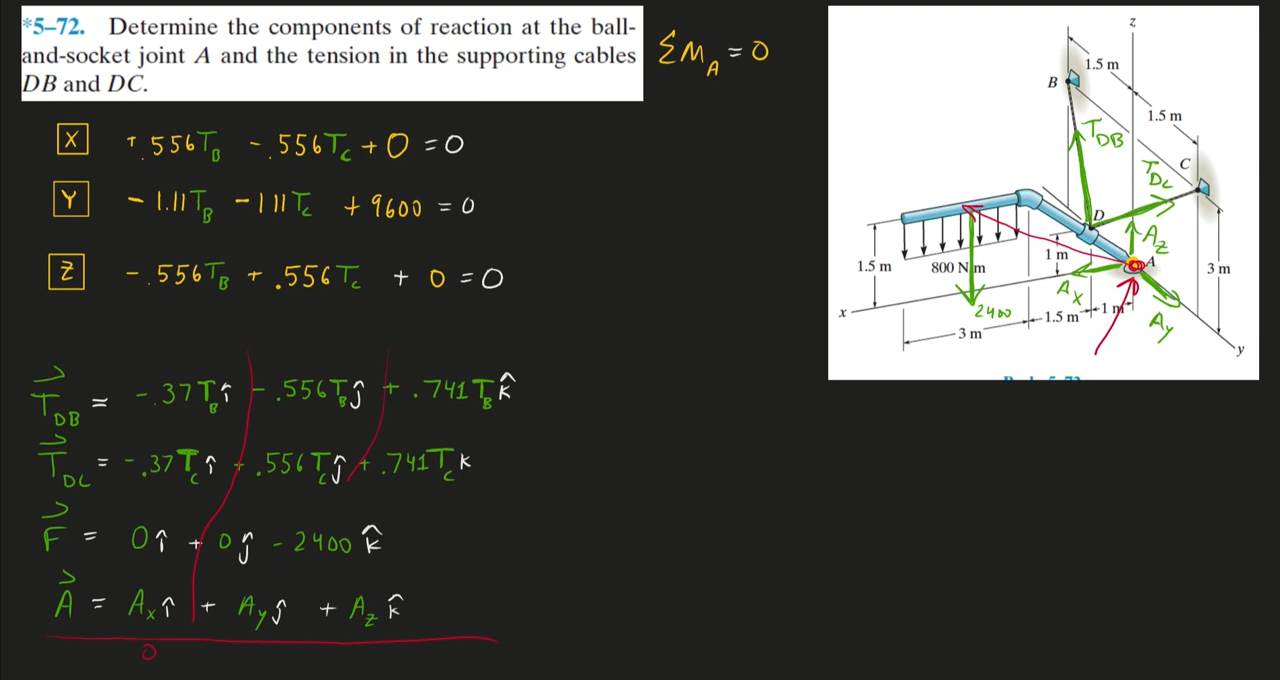 *5–72. Determine the components of reaction at the ball-
and-socket joint A and the tension in the supporting cables
DB and DC.
ΣM_A = 0
X +.556T_B - .556T_C + 0 = 0
Y - 1.11T_B - 1.11T_C + 9600 = 0
Z - .556T_B + .556T_C + 0 = 0
T_DB = -.37T_B î - .556T_B ĵ + .741T_B k̂
T_DC = -.37T_C î + .556T_C ĵ + .741T_C k
F = 0î + 0ĵ - 2400 k̂
A = A_x î + A_y ĵ + A_z k̂
0
z
1.5 m
B
1.5 m
T_DB
C
T_DC
D
A_z
1.5 m
800 N/m
1 m
A
3 m
A_x
x
2400
1.5 m
1 m
A_y
3 m
y